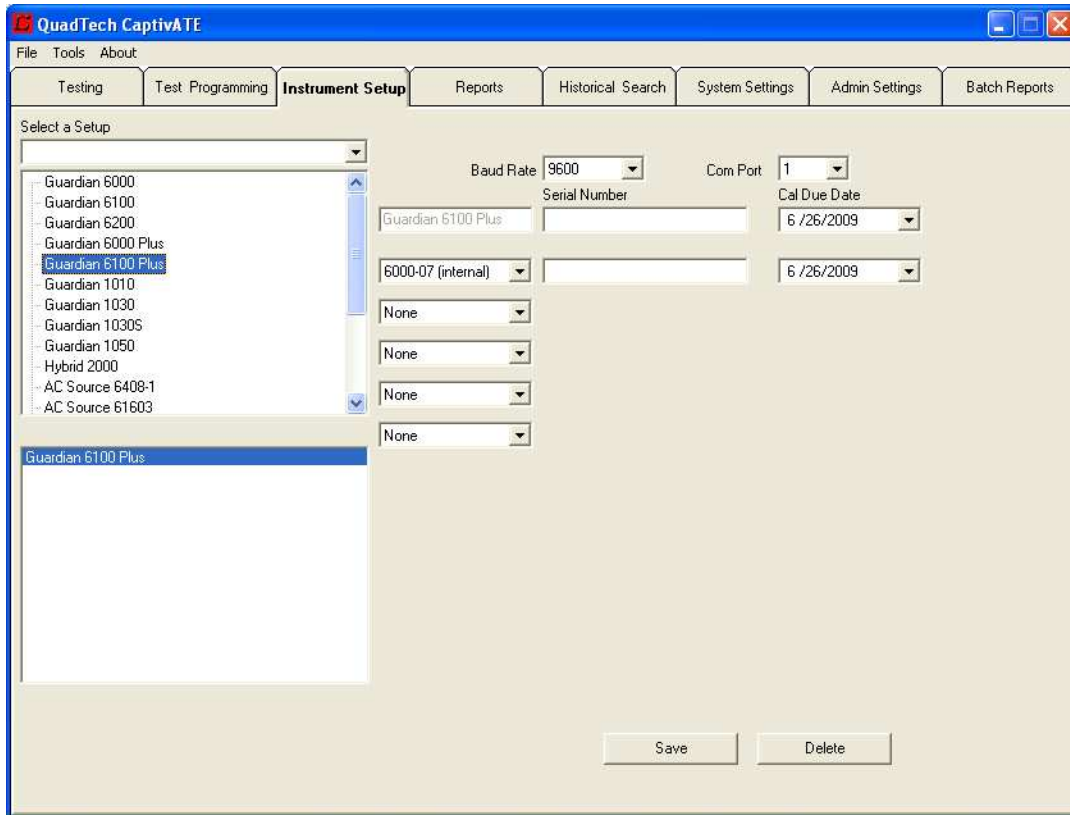 QuadTech CaptivATE
File Tools About
Testing Test Programming Instrument Setup Reports Historical Search System Settings Admin Settings Batch Reports
Select a Setup
Baud Rate 9600 Com Port 1
Serial Number Cal Due Date
Guardian 6100 Plus 6/26/2009
6000-07 (internal) 6/26/2009
None
None
None
None
Guardian 6000
Guardian 6100
Guardian 6200
Guardian 6000 Plus
Guardian 6100 Plus
Guardian 1010
Guardian 1030
Guardian 1030S
Guardian 1050
Hybrid 2000
AC Source 6408-1
AC Source 61603
Guardian 6100 Plus
Save Delete